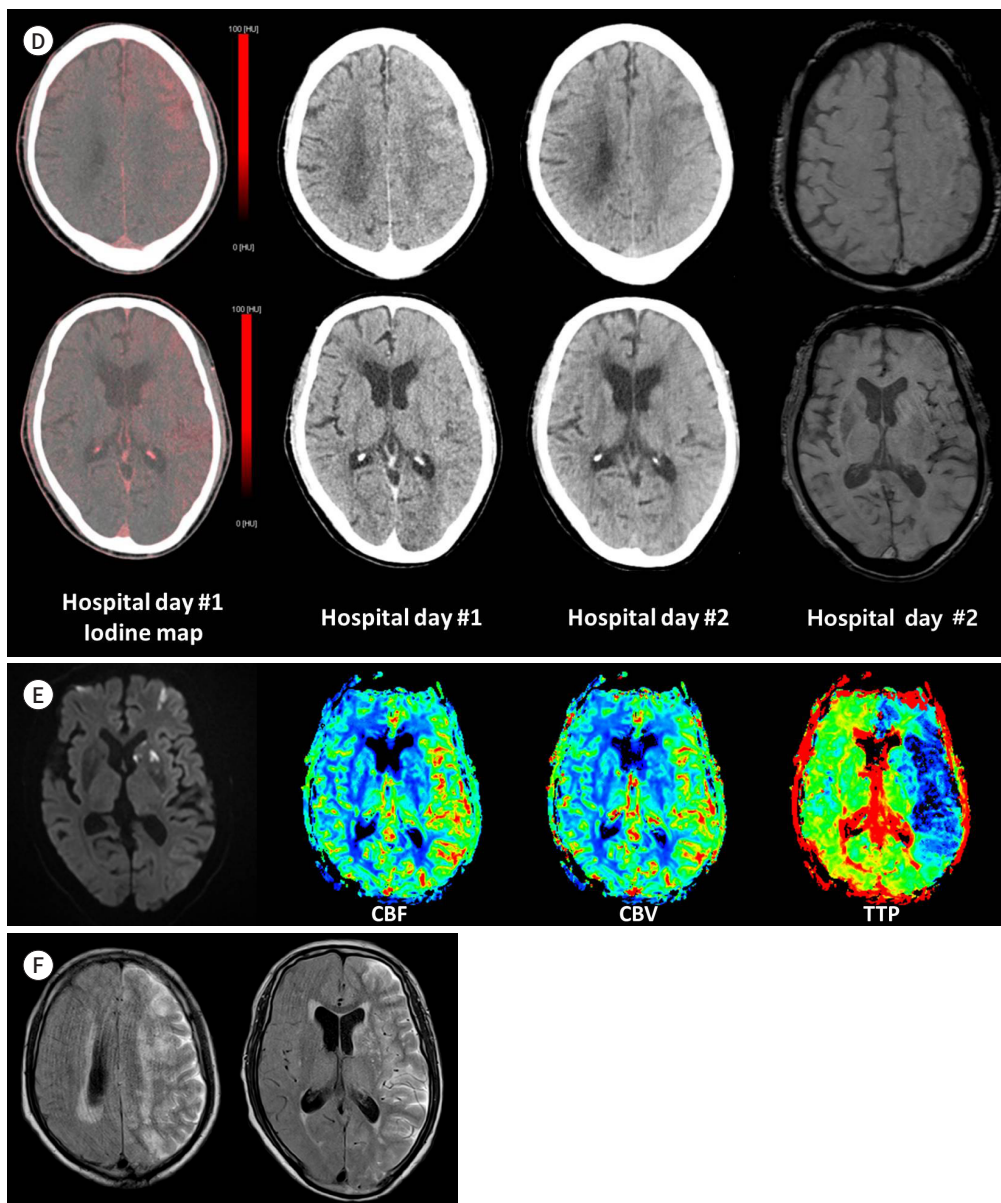 D
100 [HU]
0 [HU]
100 [HU]
0 [HU]
Hospital day #1
Iodine map
Hospital day #1
Hospital day #2
Hospital day #2
E
CBF
CBV
TTP
F